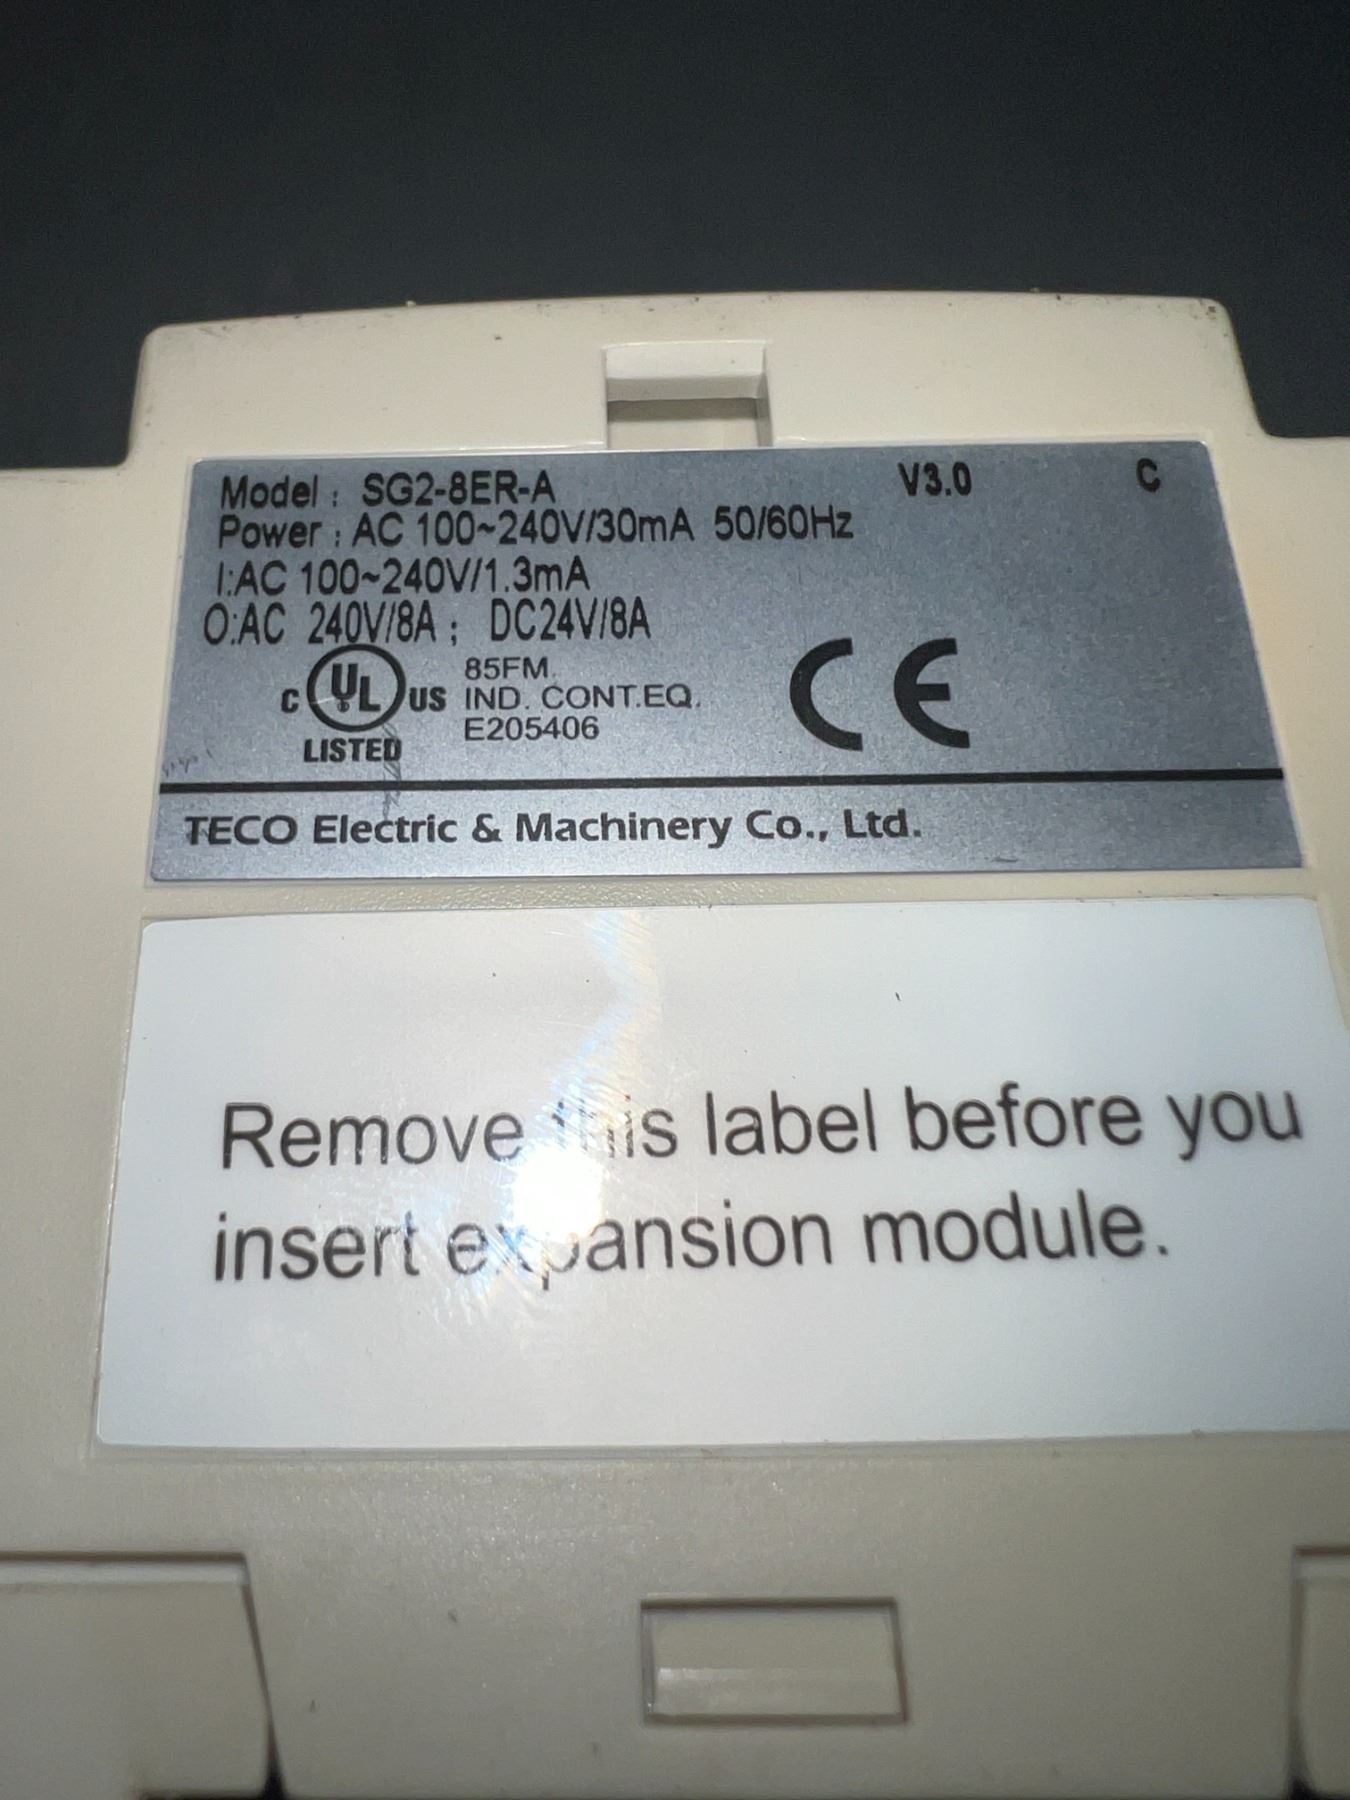 Model : SG2-8ER-A V3.0 C
Power : AC 100~240V/30mA 50/60Hz
I:AC 100~240V/1.3mA
O:AC 240V/8A ; DC24V/8A
C UL US
LISTED
85FM.
IND. CONT.EQ.
E205406
CE
TECO Electric & Machinery Co., Ltd.
Remove this label before you
insert expansion module.